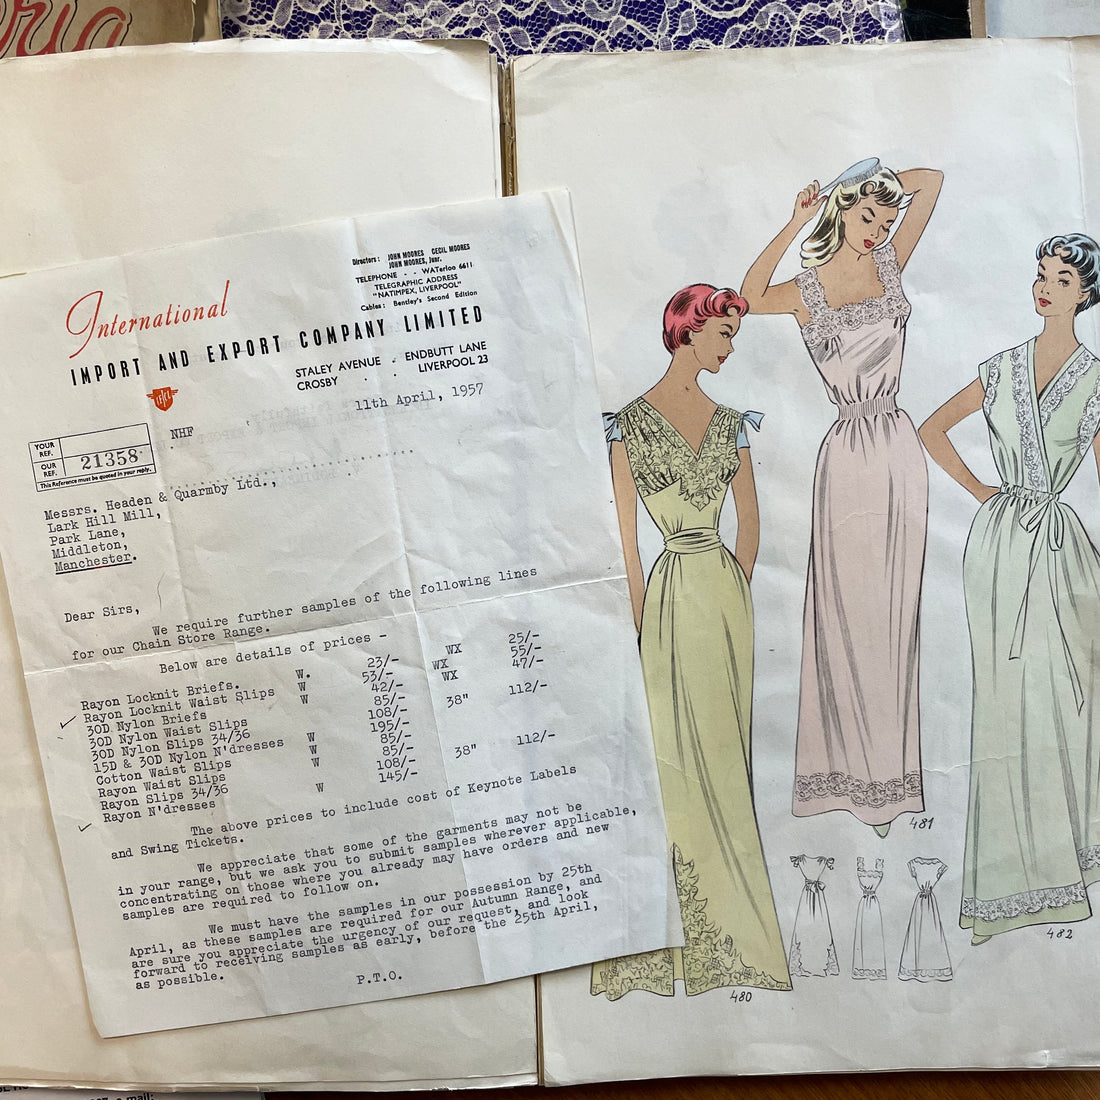 ria
International
IMPORT AND EXPORT COMPANY LIMITED
Directors: JOHN MOORES CECIL MOORES
JOHN MOORES, Junr.
TELEPHONE - - WATerloo 6611
TELEGRAPHIC ADDRESS
"NATIMPEX, LIVERPOOL"
Cables: Bentley's Second Edition
STALEY AVENUE - ENDBUTT LANE
CROSBY - - LIVERPOOL 23
11th April, 1957
YOUR REF.
NHF
OUR REF. 21358
This Reference must be quoted in your reply.
Messrs. Headen & Quarmby Ltd.,
Lark Hill Mill,
Park Lane,
Middleton,
Manchester.
Dear Sirs,
We require further samples of the following lines
for our Chain Store Range.
Below are details of prices -
Rayon Locknit Briefs. W. 23/- WX 25/-
Rayon Locknit Waist Slips W 53/- WX 55/-
30D Nylon Briefs W 42/- WX 47/-
30D Nylon Waist Slips 85/-
30D Nylon Slips 34/36 108/- 38" 112/-
15D & 30D Nylon N'dresses 195/-
Cotton Waist Slips W 85/-
Rayon Waist Slips W 85/-
Rayon Slips 34/36 108/- 38" 112/-
Rayon N'dresses W 145/-
The above prices to include cost of Keynote Labels
and Swing Tickets.
We appreciate that some of the garments may not be
in your range, but we ask you to submit samples wherever applicable,
concentrating on those where you already may have orders and new
samples are required to follow on.
We must have the samples in our possession by 25th
April, as these samples are required for our Autumn Range, and
are sure you appreciate the urgency of our request, and look
forward to receiving samples as early, before the 25th April,
as possible.
P.T.O.
480
481
482
e-mail: